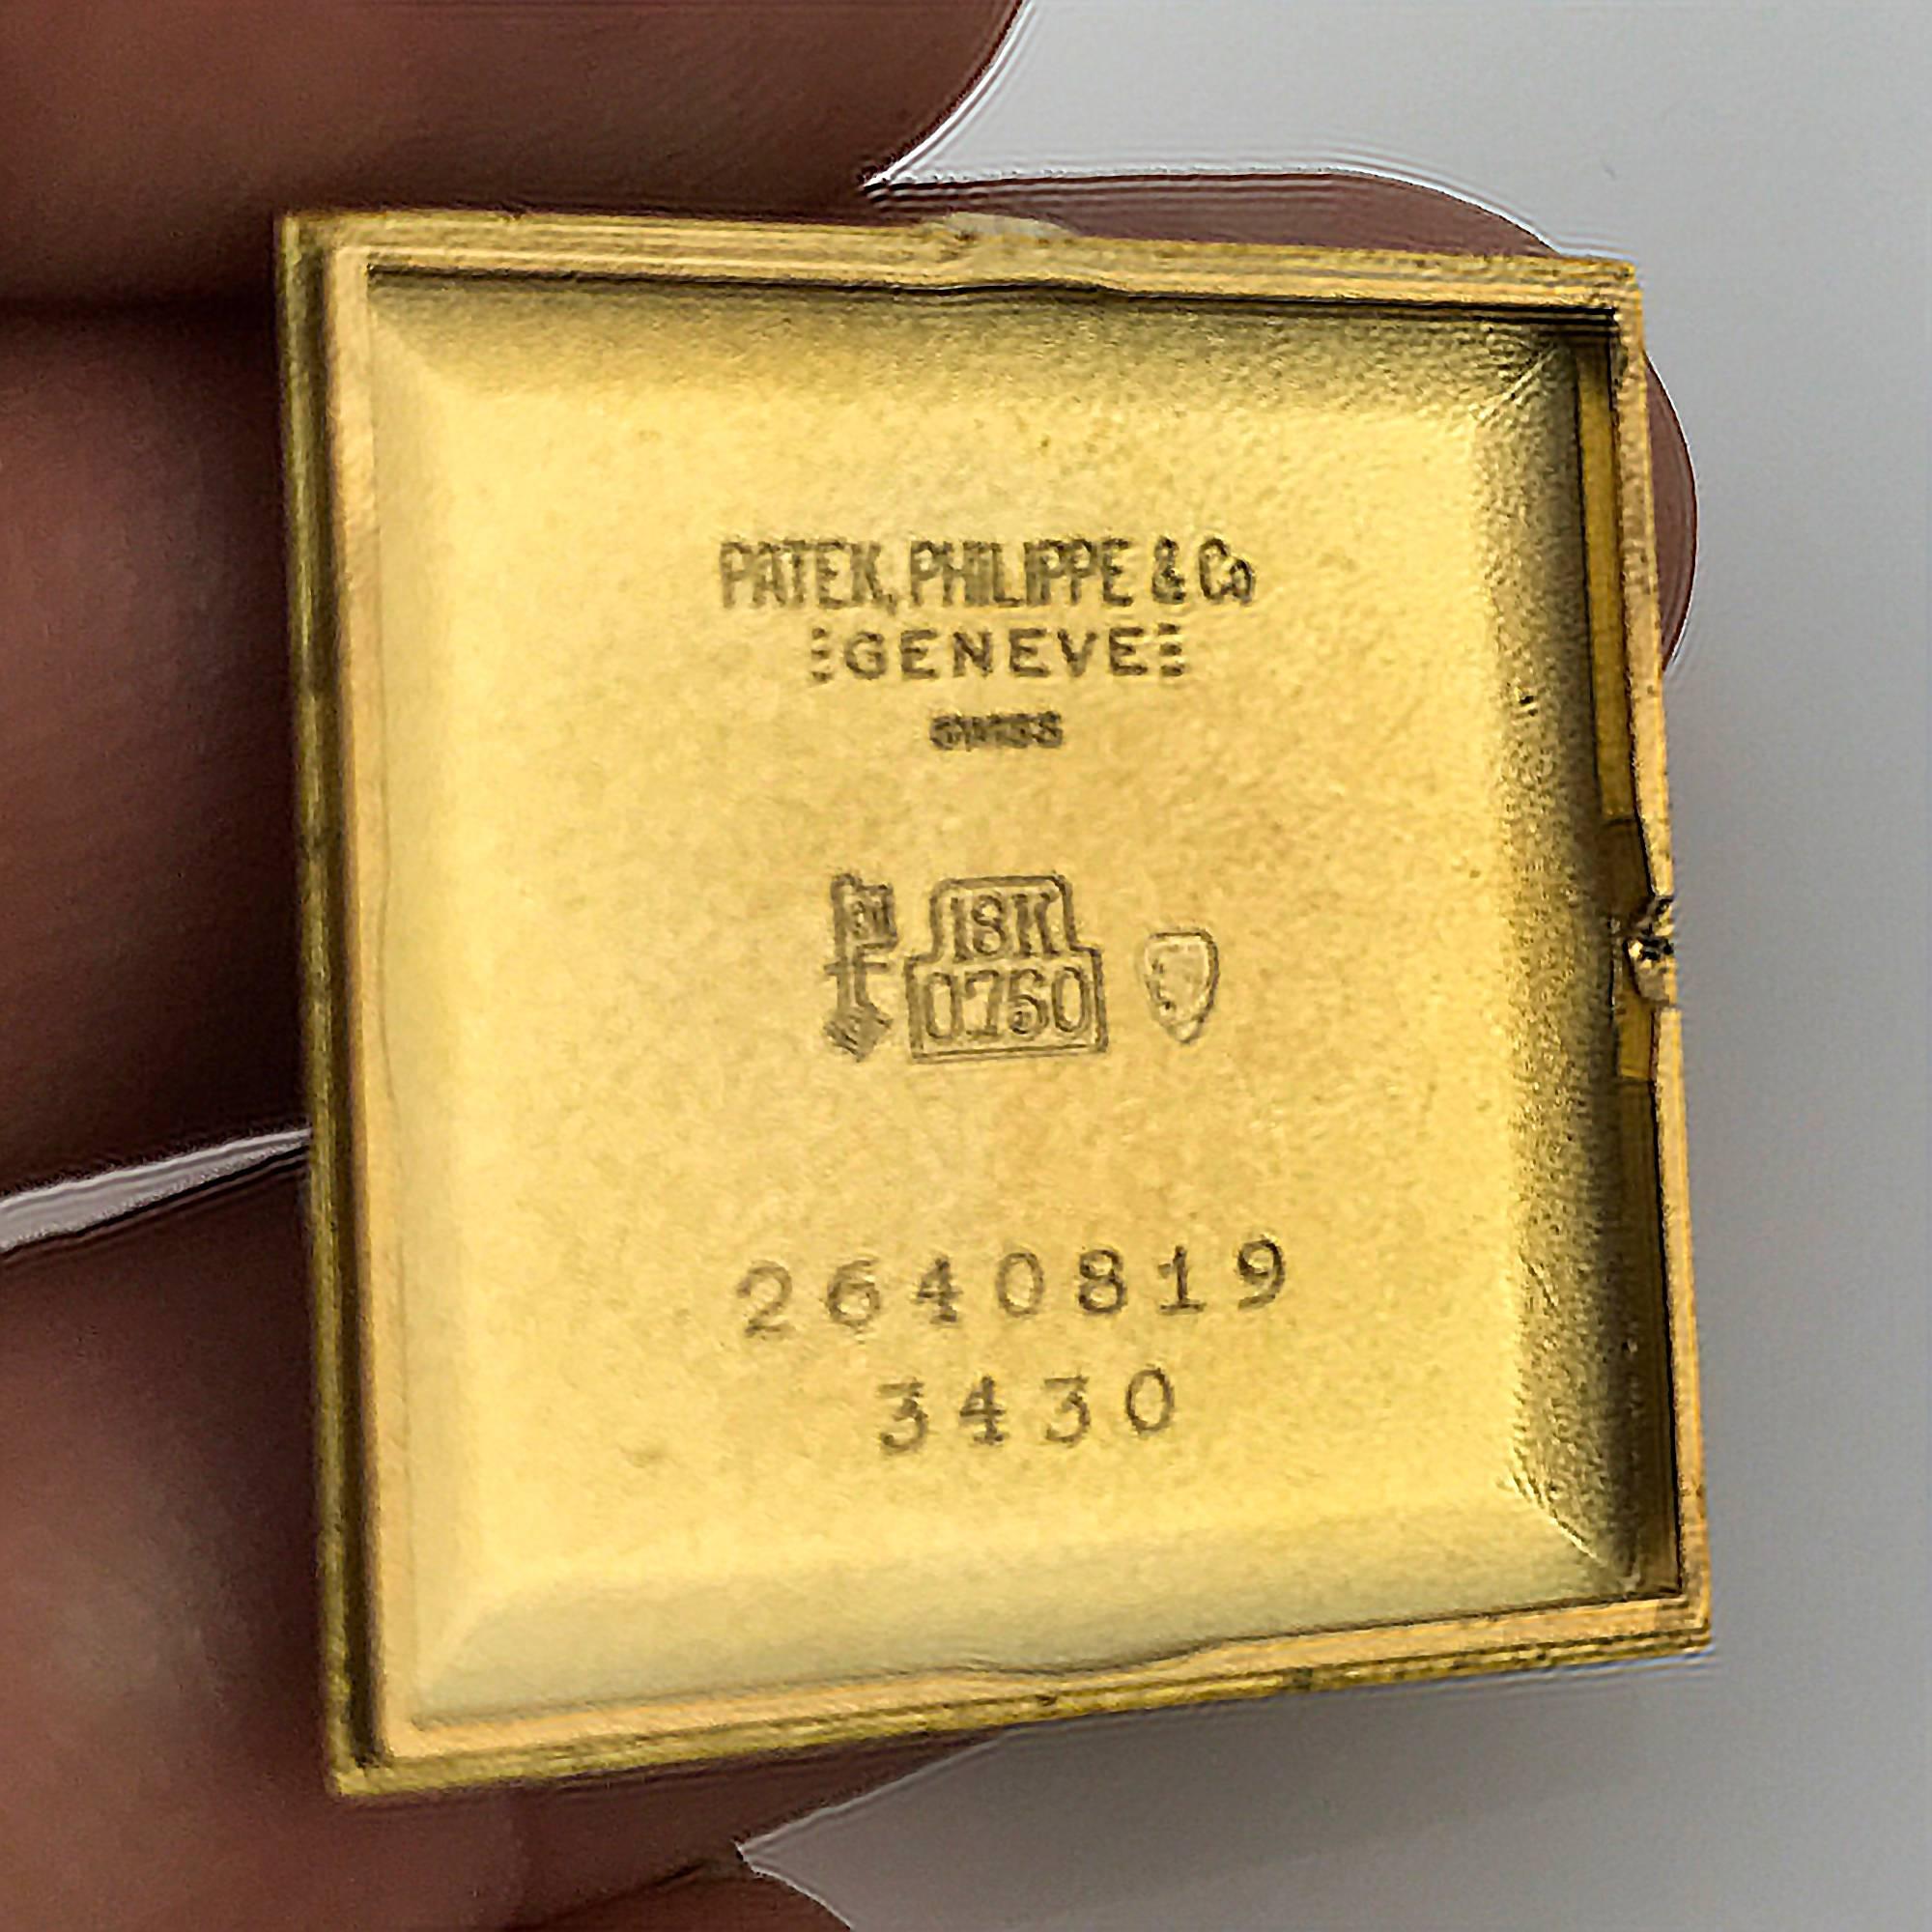 PATEK, PHILIPPE & Co
GENEVE
SWISS
18K
0.750
2640819
3430